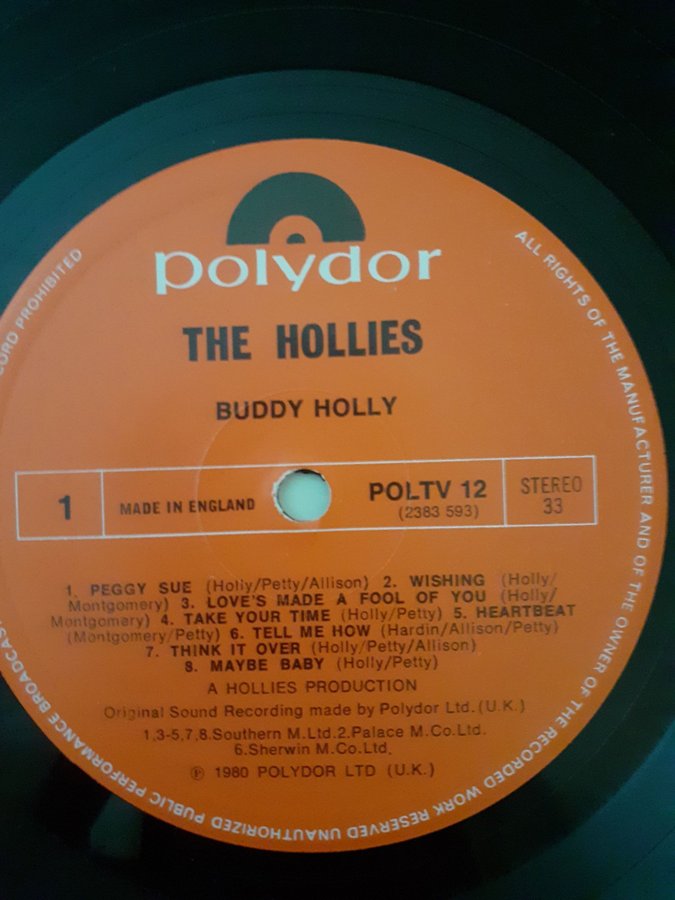 polydor
THE HOLLIES
BUDDY HOLLY
1
MADE IN ENGLAND
POLTV 12
(2383 593)
STEREO
33
1. PEGGY SUE (Holly/Petty/Allison) 2. WISHING (Holly/
Montgomery) 3. LOVE'S MADE A FOOL OF YOU (Holly/
Montgomery) 4. TAKE YOUR TIME (Holly/Petty) 5. HEARTBEAT
(Montgomery/Petty) 6. TELL ME HOW (Hardin/Allison/Petty)
7. THINK IT OVER (Holly/Petty/Allison)
8. MAYBE BABY (Holly/Petty)
A HOLLIES PRODUCTION
Original Sound Recording made by Polydor Ltd.(U.K.)
1,3-5,7,8.Southern M.Ltd.2.Palace M.Co.Ltd.
6.Sherwin M.Co.Ltd.
℗ 1980 POLYDOR LTD (U.K.)
ALL RIGHTS OF THE MANUFACTURER AND OF THE OWNER OF THE RECORDED WORK RESERVED UNAUTHORIZED PUBLIC PERFORMANCE BROADCAS
CORD PROHIBITED